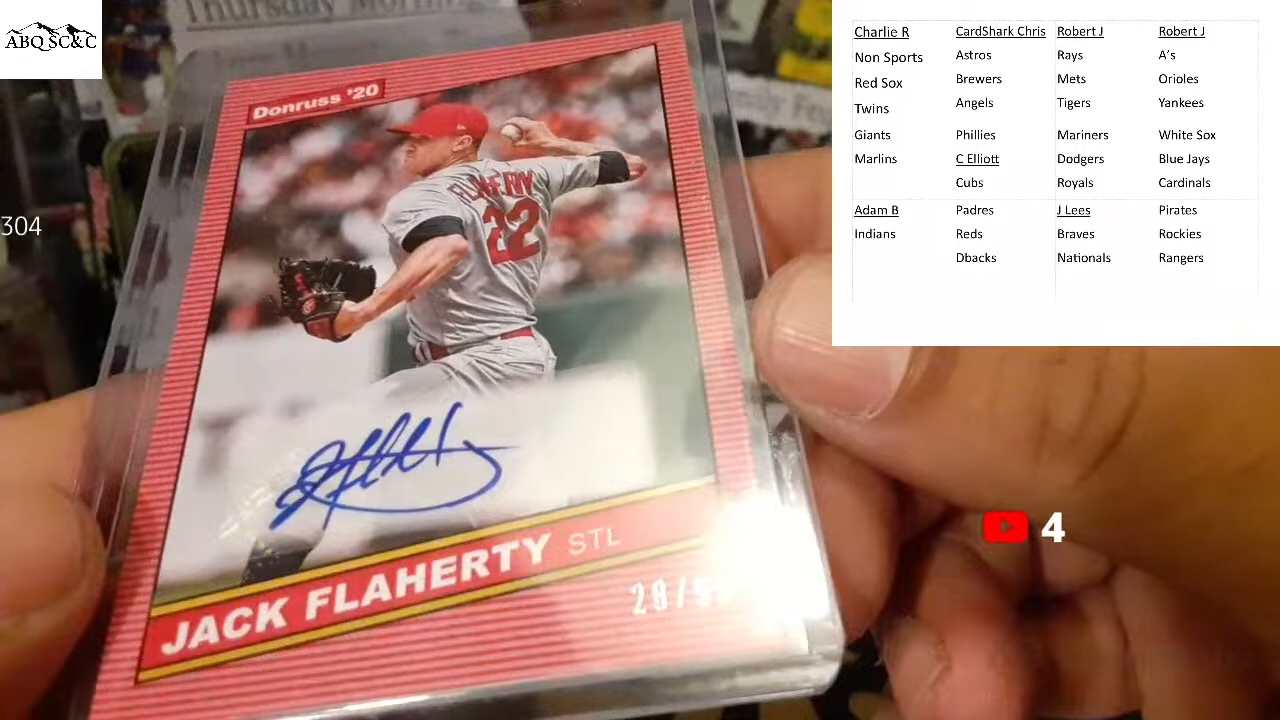 Thursday Morning
ABQ SC&C
304
Donruss '20
FLAHERTY
22
JACK FLAHERTY STL
Charlie R
Non Sports
Red Sox
Twins
Giants
Marlins
Adam B
Indians
CardShark Chris
Astros
Brewers
Angels
Phillies
C Elliott
Cubs
Padres
Reds
Dbacks
Robert J
Rays
Mets
Tigers
Mariners
Dodgers
Royals
J Lees
Braves
Nationals
Robert J
A's
Orioles
Yankees
White Sox
Blue Jays
Cardinals
Pirates
Rockies
Rangers
4